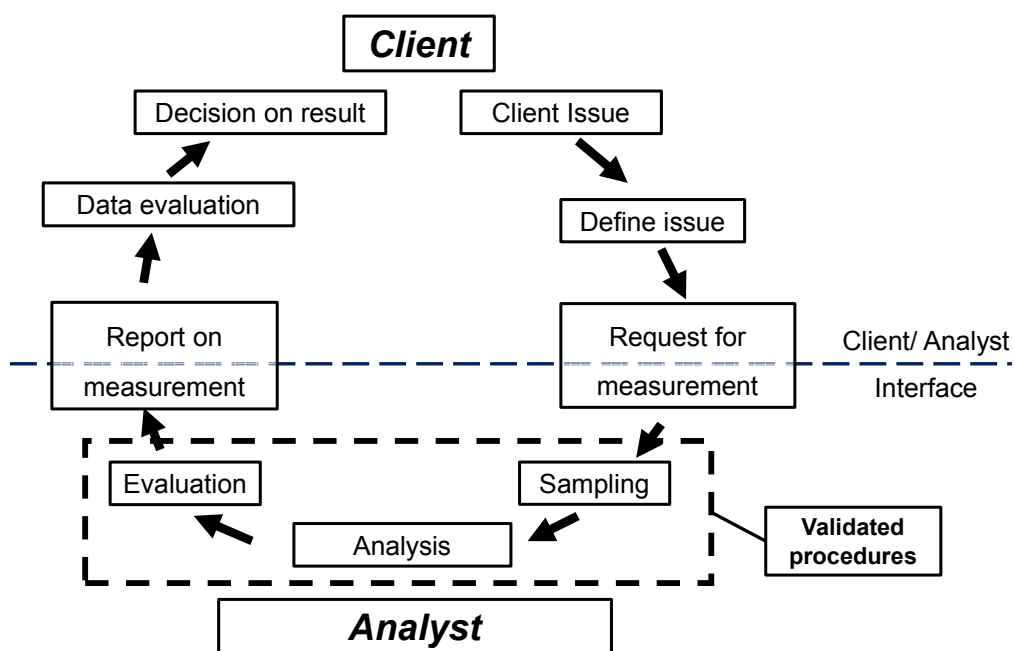 Client
Decision on result
Client Issue
Data evaluation
Define issue
Report on
measurement
Request for
measurement
Client/ Analyst
Interface
Evaluation
Sampling
Analysis
Validated
procedures
Analyst